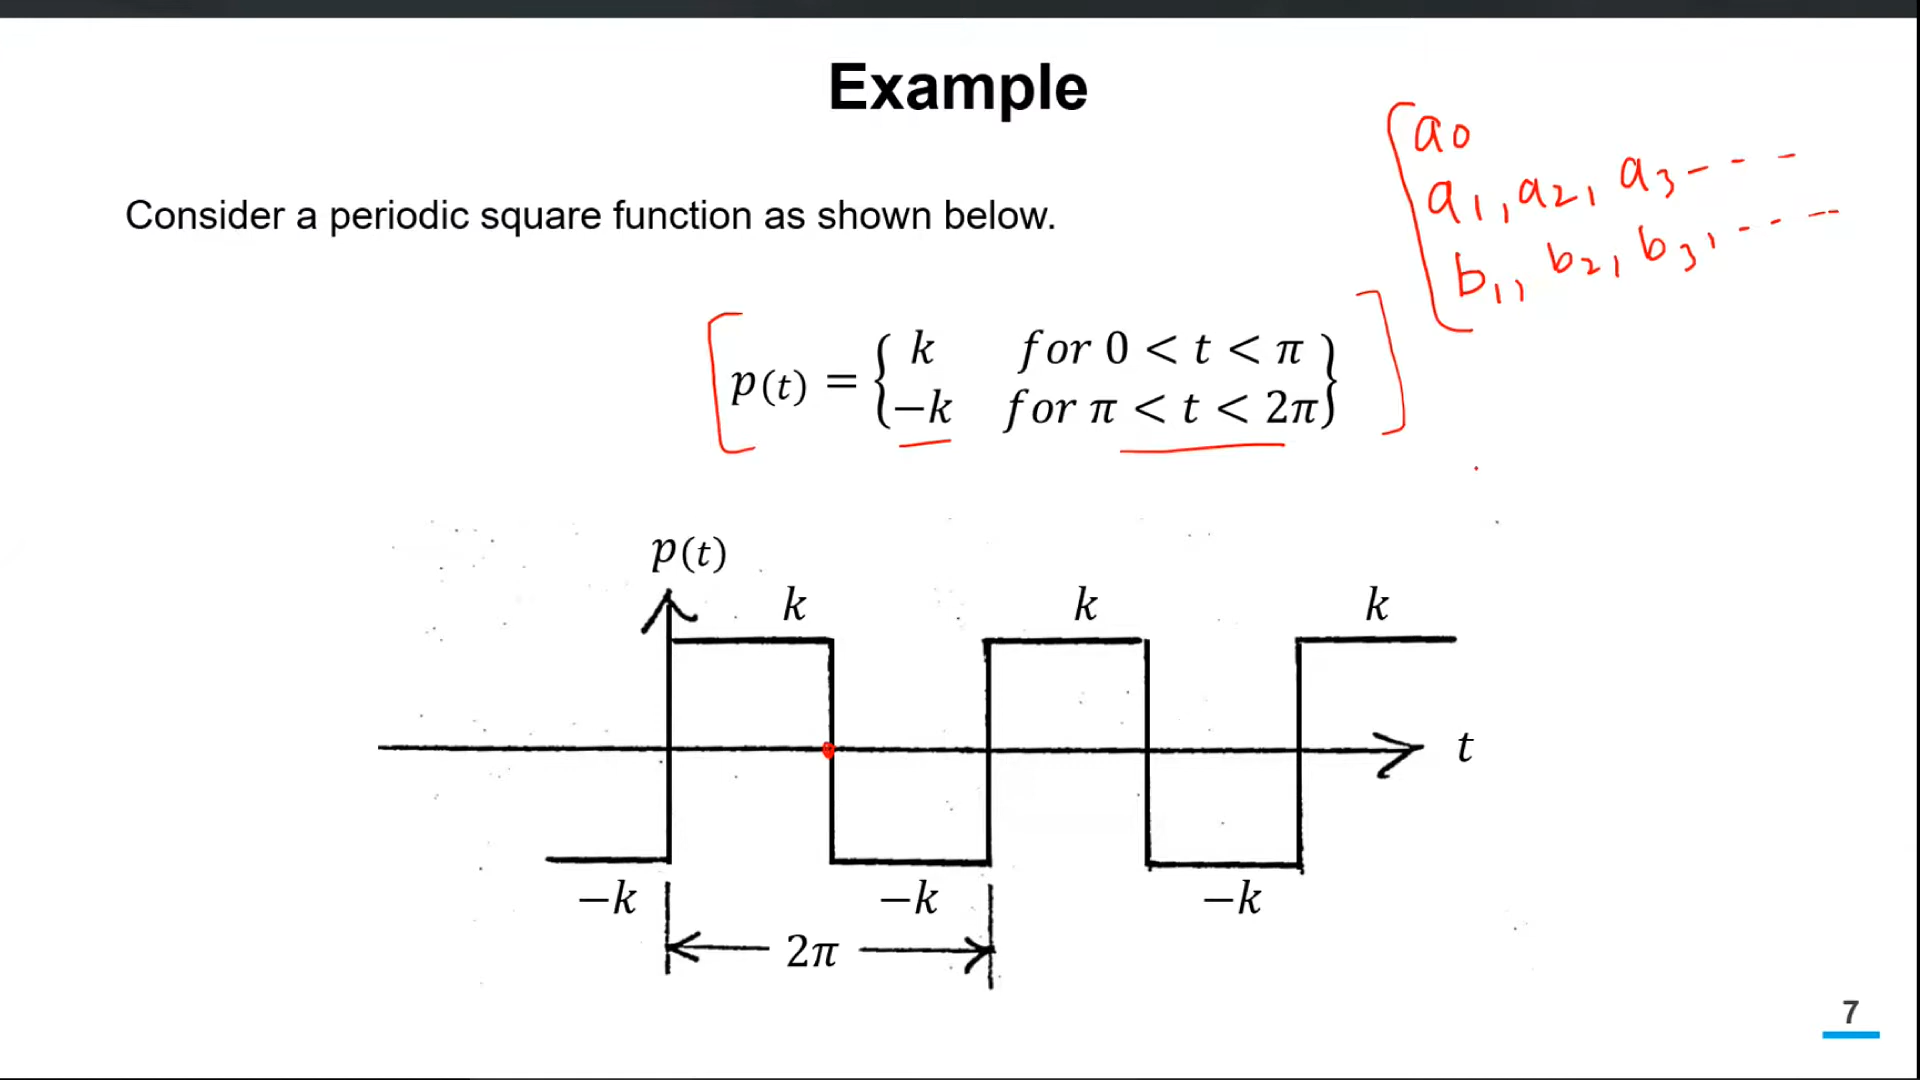 Example
a0
a1, a2, a3 - - -
Consider a periodic square function as shown below.
b1, b2, b3, - - - -
p(t) = { k for 0 < t < π
−k for π < t < 2π }
p(t)
k k k
t
−k −k −k
2π
7